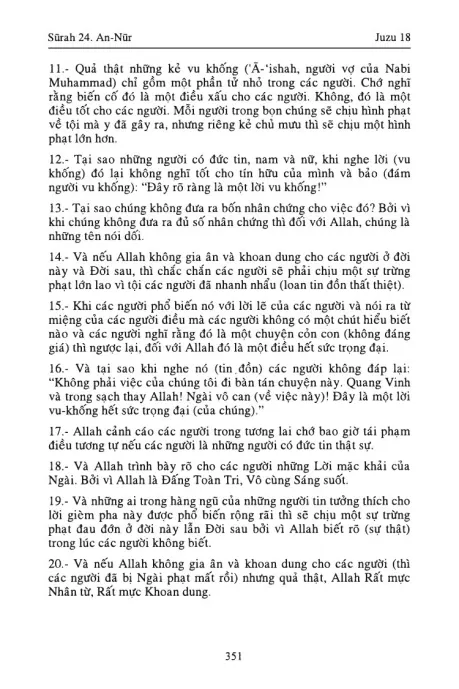 Sūrah 24. An-Nūr Juzu 18
11.- Quả thật những kẻ vu khống ('Ā-'ishah, người vợ của Nabi
Muhammad) chỉ gồm một phần tử nhỏ trong các người. Chớ nghĩ
rằng biến cố đó là một điều xấu cho các người. Không, đó là một
điều tốt cho các người. Mỗi người trong bọn chúng sẽ chịu hình phạt
về tội mà y đã gây ra, nhưng riêng kẻ chủ mưu thì sẽ chịu một hình
phạt lớn hơn.
12.- Tại sao những người có đức tin, nam và nữ, khi nghe lời (vu
khống) đó lại không nghĩ tốt cho tín hữu của mình và bảo (đám
người vu khống): “Đây rõ ràng là một lời vu khống!”
13.- Tại sao chúng không đưa ra bốn nhân chứng cho việc đó? Bởi vì
khi chúng không đưa ra đủ số nhân chứng thì đối với Allah, chúng là
những tên nói dối.
14.- Và nếu Allah không gia ân và khoan dung cho các người ở đời
này và Đời sau, thì chắc chắn các người sẽ phải chịu một sự trừng
phạt lớn lao vì tội các người đã nhanh nhẩu (loan tin đồn thất thiệt).
15.- Khi các người phổ biến nó với lời lẽ của các người và nói ra từ
miệng của các người điều mà các người không có một chút hiểu biết
nào và các người nghĩ rằng đó là một chuyện cỏn con (không đáng
giá) thì ngược lại, đối với Allah đó là một điều hết sức trọng đại.
16.- Và tại sao khi nghe nó (tin đồn) các người không đáp lại:
“Không phải việc của chúng tôi đi bàn tán chuyện này. Quang Vinh
và trong sạch thay Allah! Ngài vô can (về việc này)! Đây là một lời
vu-khống hết sức trọng đại (của chúng).”
17.- Allah cảnh cáo các người trong tương lai chớ bao giờ tái phạm
điều tương tự nếu các người là những người có đức tin thật sự.
18.- Và Allah trình bày rõ cho các người những Lời mặc khải của
Ngài. Bởi vì Allah là Đấng Toàn Tri, Vô cùng Sáng suốt.
19.- Và những ai trong hàng ngũ của những người tin tưởng thích cho
lời gièm pha này được phổ biến rộng rãi thì sẽ chịu một sự trừng
phạt đau đớn ở đời này lẫn Đời sau bởi vì Allah biết rõ (sự thật)
trong lúc các người không biết.
20.- Và nếu Allah không gia ân và khoan dung cho các người (thì
các người đã bị Ngài phạt mất rồi) nhưng quả thật, Allah Rất mực
Nhân từ, Rất mực Khoan dung.
351